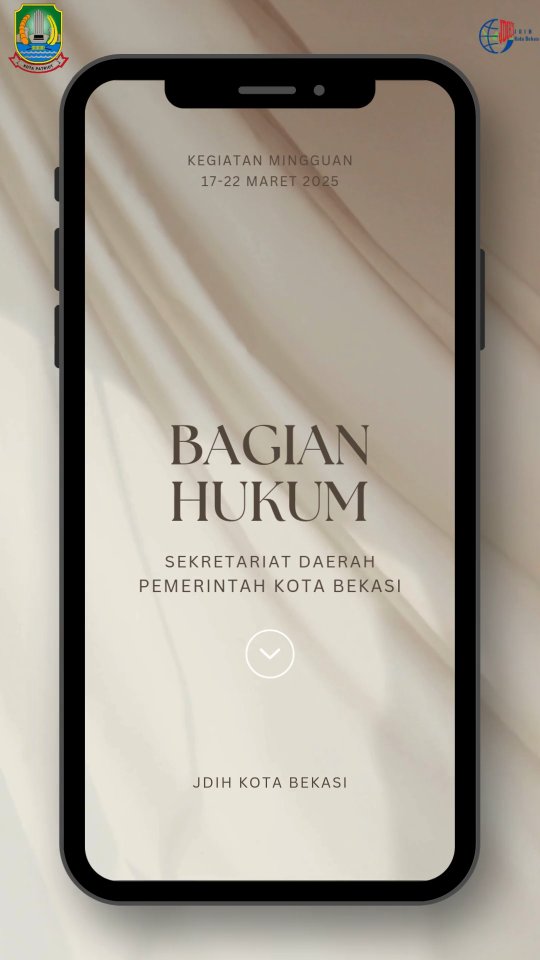 KOTA PATRIOT
JDIH
Kota Bekasi
KEGIATAN MINGGUAN
17-22 MARET 2025
BAGIAN
HUKUM
SEKRETARIAT DAERAH
PEMERINTAH KOTA BEKASI
JDIH KOTA BEKASI